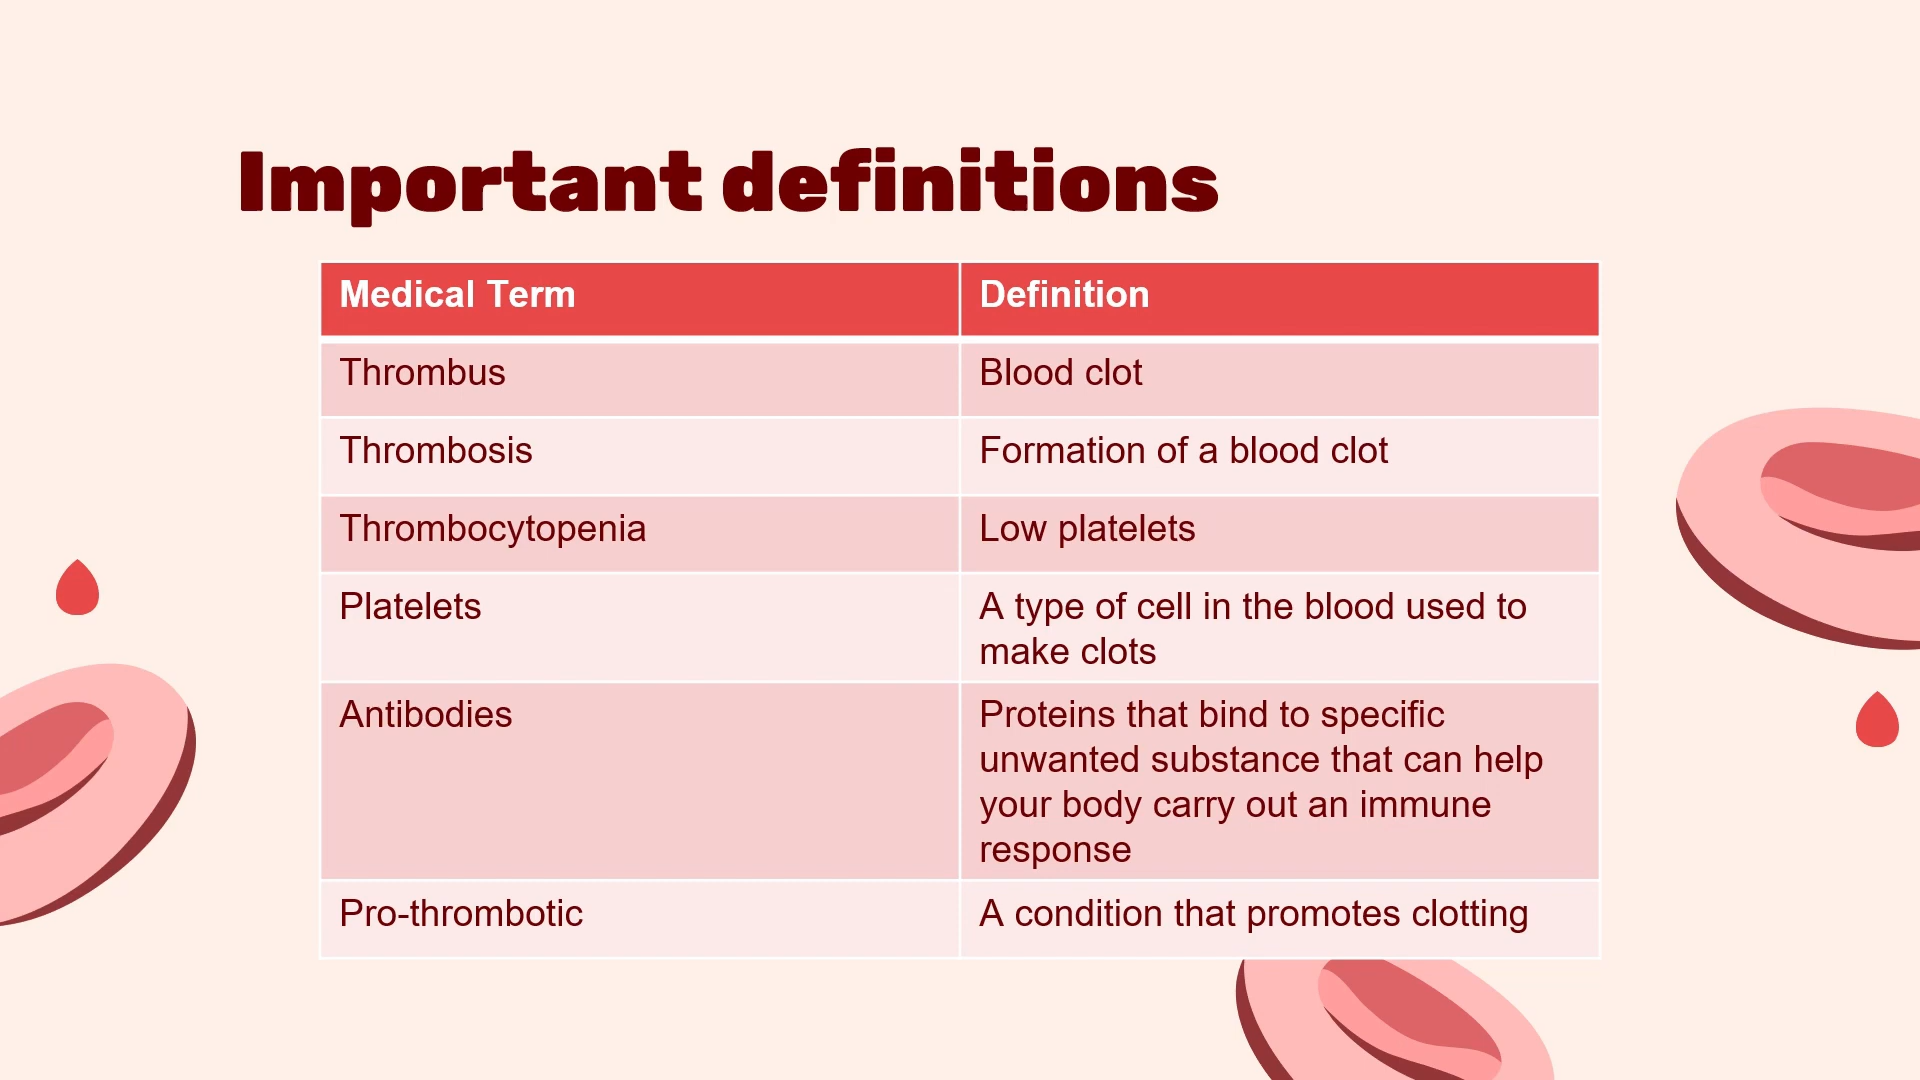 Important definitions
Medical Term
Definition
Thrombus
Blood clot
Thrombosis
Formation of a blood clot
Thrombocytopenia
Low platelets
Platelets
A type of cell in the blood used to
make clots
Antibodies
Proteins that bind to specific
unwanted substance that can help
your body carry out an immune
response
Pro-thrombotic
A condition that promotes clotting